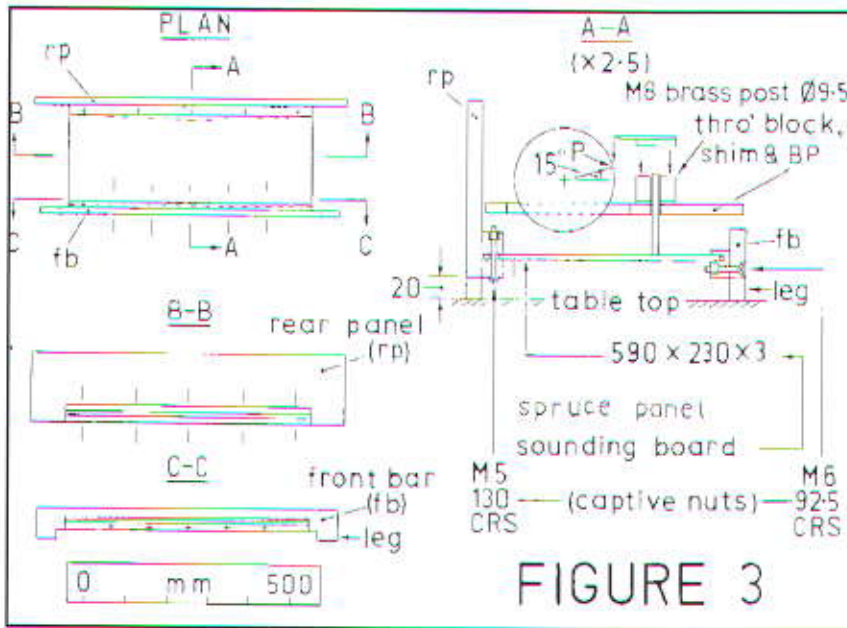 PLAN
rp
A
B
B
C
C
fb
A
A-A
(×2·5)
rp
M8 brass post Ø9·5
thro' block,
shim & BP
15°
P
fb
leg
20
table top
590 × 230 × 3
spruce panel
sounding board
M5
130
CRS
(captive nuts)
M6
92·5
CRS
B-B
rear panel
(rp)
C-C
front bar
(fb)
leg
0 mm 500
FIGURE 3